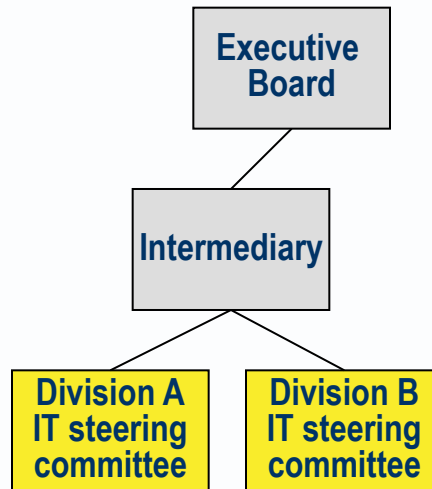 Executive
Board
Intermediary
Division A
IT steering
committee
Division B
IT steering
committee